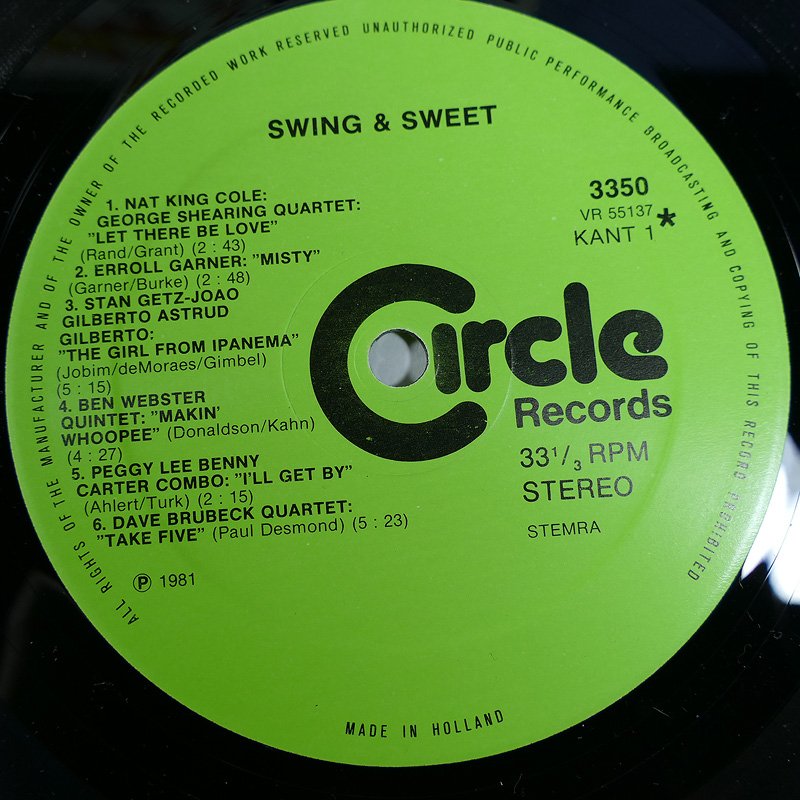 ALL RIGHTS OF THE MANUFACTURER AND OF THE OWNER OF THE RECORDED WORK RESERVED UNAUTHORIZED PUBLIC PERFORMANCE BROADCASTING AND COPYING OF THIS RECORD PROHIBITED
SWING & SWEET
1. NAT KING COLE:
GEORGE SHEARING QUARTET:
"LET THERE BE LOVE"
(Rand/Grant) (2 : 43)
2. ERROLL GARNER: "MISTY"
(Garner/Burke) (2 : 48)
3. STAN GETZ-JOAO
GILBERTO ASTRUD
GILBERTO:
"THE GIRL FROM IPANEMA"
(Jobim/deMoraes/Gimbel)
(5 : 15)
4. BEN WEBSTER
QUINTET: "MAKIN'
WHOOPEE" (Donaldson/Kahn)
(4 : 27)
5. PEGGY LEE BENNY
CARTER COMBO: "I'LL GET BY"
(Ahlert/Turk) (2 : 15)
6. DAVE BRUBECK QUARTET:
"TAKE FIVE" (Paul Desmond) (5 : 23)
℗ 1981
3350
VR 55137 *
KANT 1
Circle
Records
33 1/3 RPM
STEREO
STEMRA
MADE IN HOLLAND